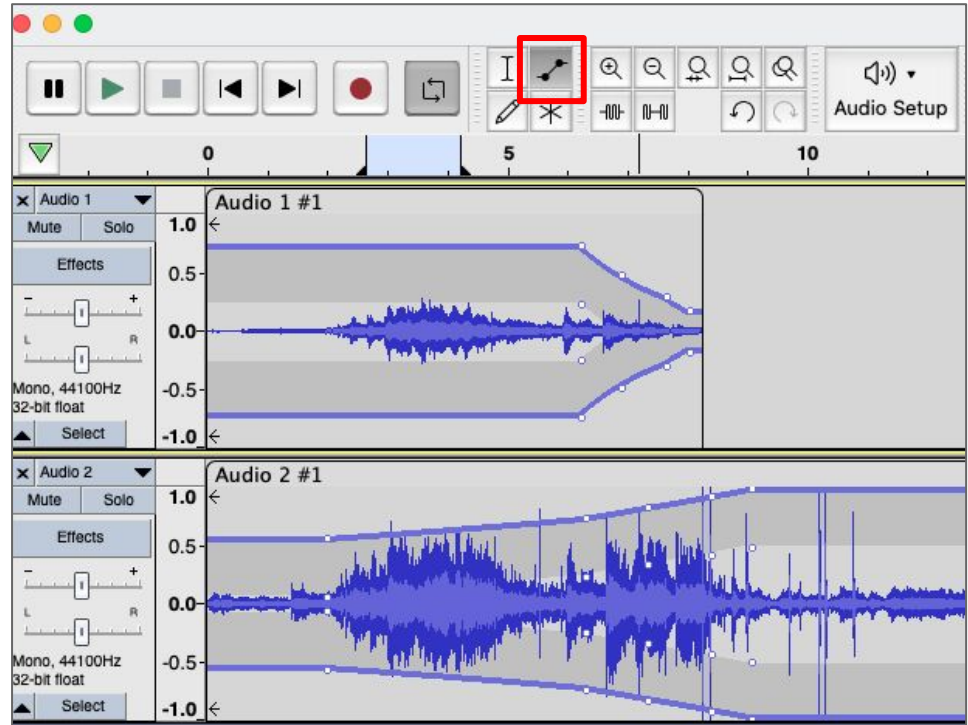 Audio Setup
0 5 10
× Audio 1
Audio 1 #1
Mute Solo
1.0
Effects
0.5
- +
0.0
L R
Mono, 44100Hz
-0.5
32-bit float
Select
-1.0
× Audio 2
Audio 2 #1
Mute Solo
1.0
Effects
0.5
- +
0.0
L R
Mono, 44100Hz
-0.5
32-bit float
Select
-1.0